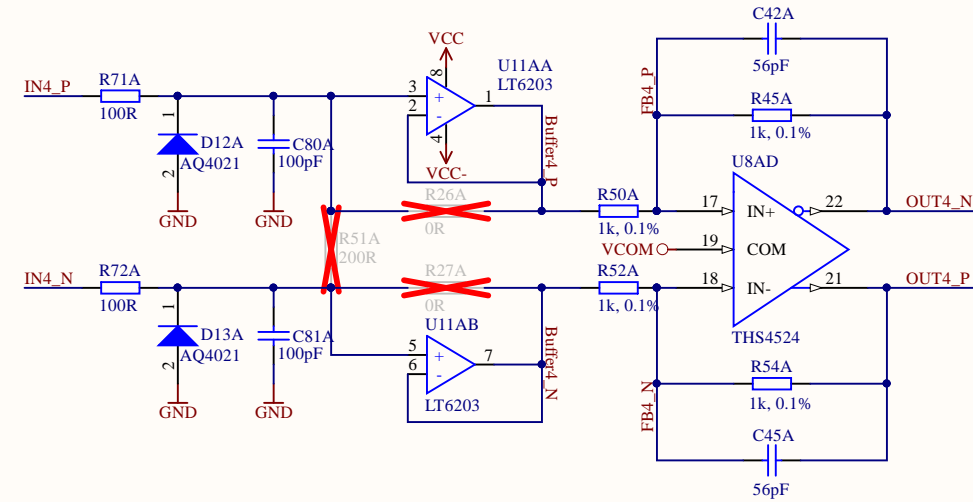 C42A
56pF
VCC
U11AA
LT6203
IN4_P
R71A
100R
3
2
8
4
1
+
-
VCC-
FB4_P
R45A
1k, 0.1%
1
2
D12A
AQ4021
C80A
100pF
GND
GND
Buffer4_P
R26A
0R
R50A
1k, 0.1%
U8AD
17
IN+
22
OUT4_N
R51A
200R
VCOM
19
COM
IN4_N
R72A
100R
R27A
0R
R52A
1k, 0.1%
18
IN-
21
OUT4_P
THS4524
1
2
D13A
AQ4021
C81A
100pF
GND
GND
U11AB
5
6
7
+
-
LT6203
Buffer4_N
FB4_N
R54A
1k, 0.1%
C45A
56pF